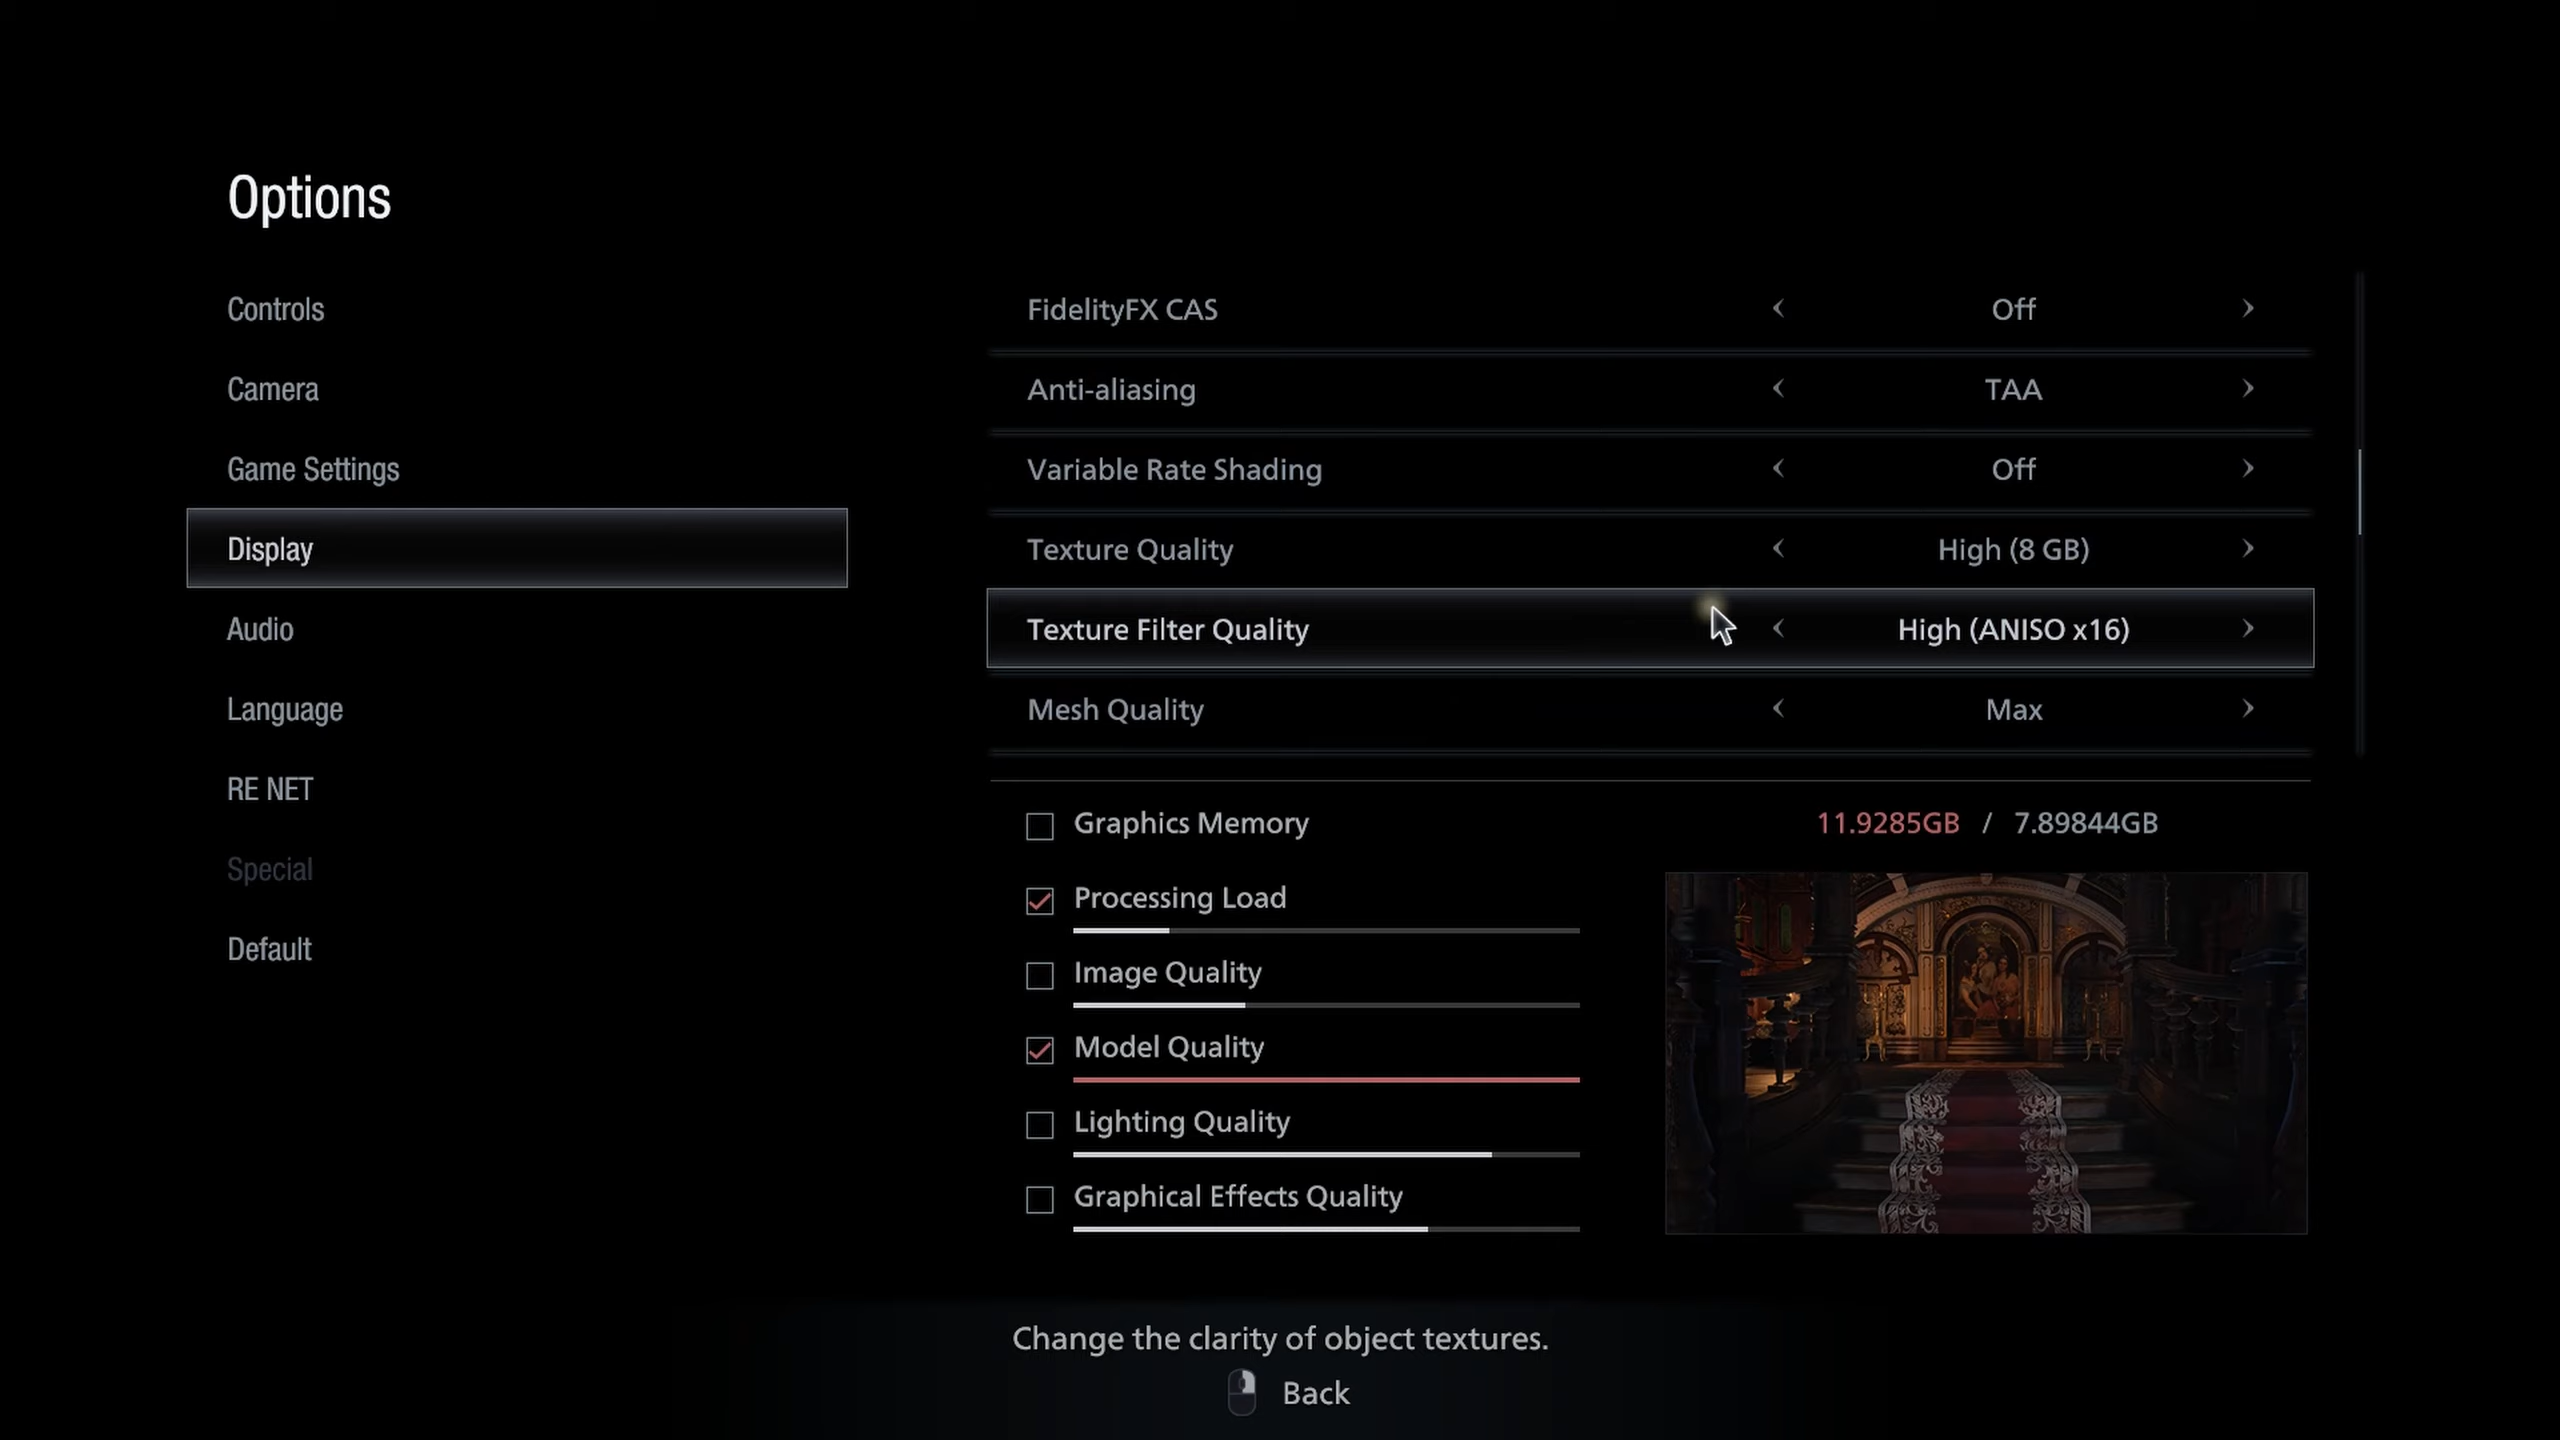 Options
Controls
Camera
Game Settings
Display
Audio
Language
RE NET
Special
Default
FidelityFX CAS Off
Anti-aliasing TAA
Variable Rate Shading Off
Texture Quality High (8 GB)
Texture Filter Quality High (ANISO x16)
Mesh Quality Max
Graphics Memory 11.9285GB / 7.89844GB
Processing Load
Image Quality
Model Quality
Lighting Quality
Graphical Effects Quality
Change the clarity of object textures.
Back